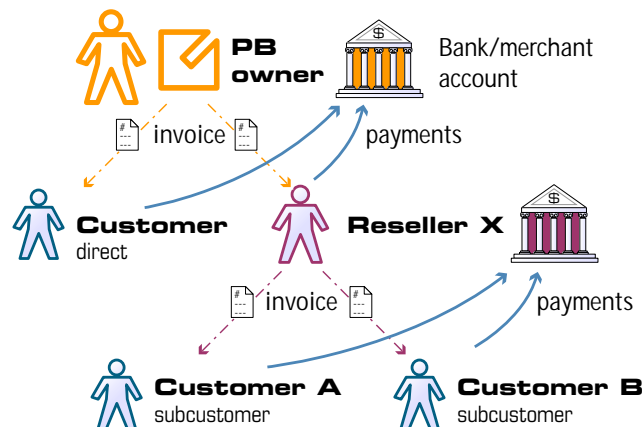 PB
owner
$
Bank/merchant
account
#
invoice
#
payments
Customer
direct
Reseller X
$
#
invoice
#
payments
Customer A
subcustomer
Customer B
subcustomer